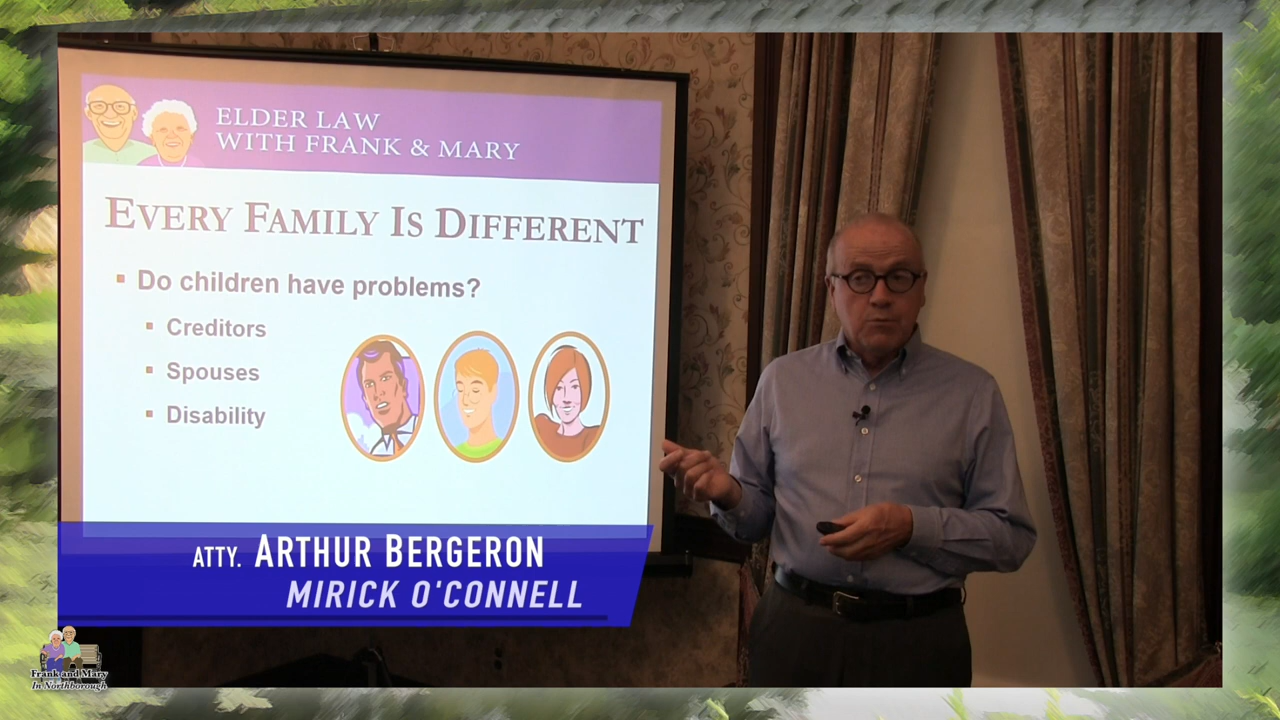 ELDER LAW
WITH FRANK & MARY
EVERY FAMILY IS DIFFERENT
Do children have problems?
Creditors
Spouses
Disability
ATTY. ARTHUR BERGERON
MIRICK O'CONNELL
Frank and Mary
In Northborough